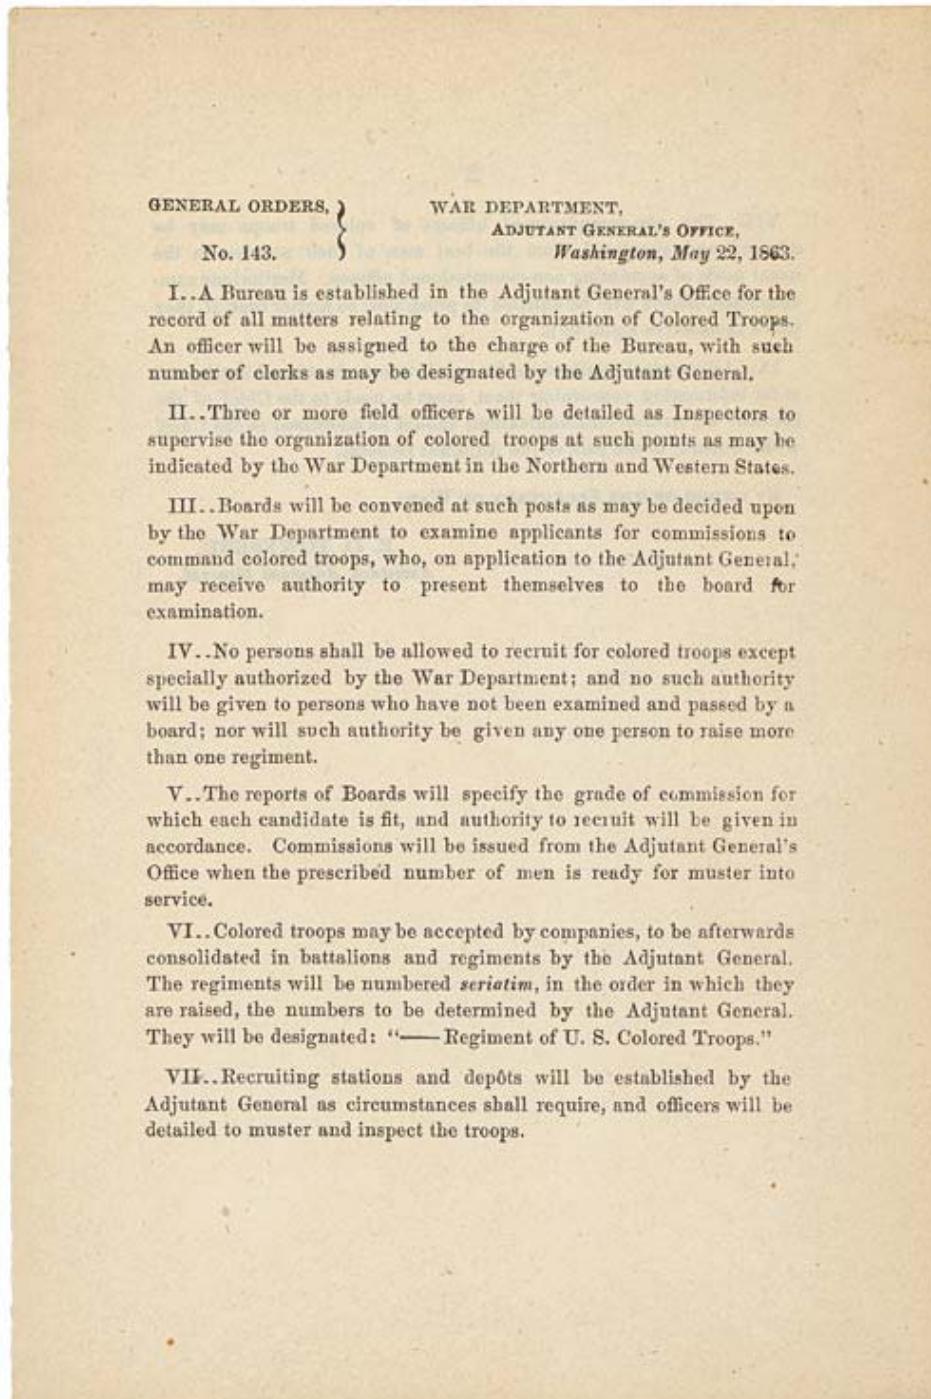 GENERAL ORDERS, } WAR DEPARTMENT,
ADJUTANT GENERAL'S OFFICE,
No. 143. Washington, May 22, 1863.
I..A Bureau is established in the Adjutant General's Office for the
record of all matters relating to the organization of Colored Troops.
An officer will be assigned to the charge of the Bureau, with such
number of clerks as may be designated by the Adjutant General.
II..Three or more field officers will be detailed as Inspectors to
supervise the organization of colored troops at such points as may be
indicated by the War Department in the Northern and Western States.
III..Boards will be convened at such posts as may be decided upon
by the War Department to examine applicants for commissions to
command colored troops, who, on application to the Adjutant General,
may receive authority to present themselves to the board for
examination.
IV..No persons shall be allowed to recruit for colored troops except
specially authorized by the War Department; and no such authority
will be given to persons who have not been examined and passed by a
board; nor will such authority be given any one person to raise more
than one regiment.
V..The reports of Boards will specify the grade of commission for
which each candidate is fit, and authority to recruit will be given in
accordance. Commissions will be issued from the Adjutant General's
Office when the prescribed number of men is ready for muster into
service.
VI..Colored troops may be accepted by companies, to be afterwards
consolidated in battalions and regiments by the Adjutant General.
The regiments will be numbered seriatim, in the order in which they
are raised, the numbers to be determined by the Adjutant General.
They will be designated: "—— Regiment of U. S. Colored Troops."
VII..Recruiting stations and depôts will be established by the
Adjutant General as circumstances shall require, and officers will be
detailed to muster and inspect the troops.